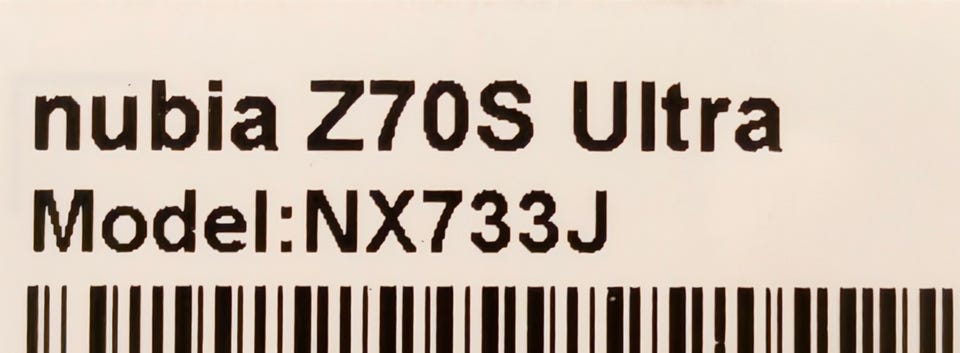 nubia Z70S Ultra
Model:NX733J